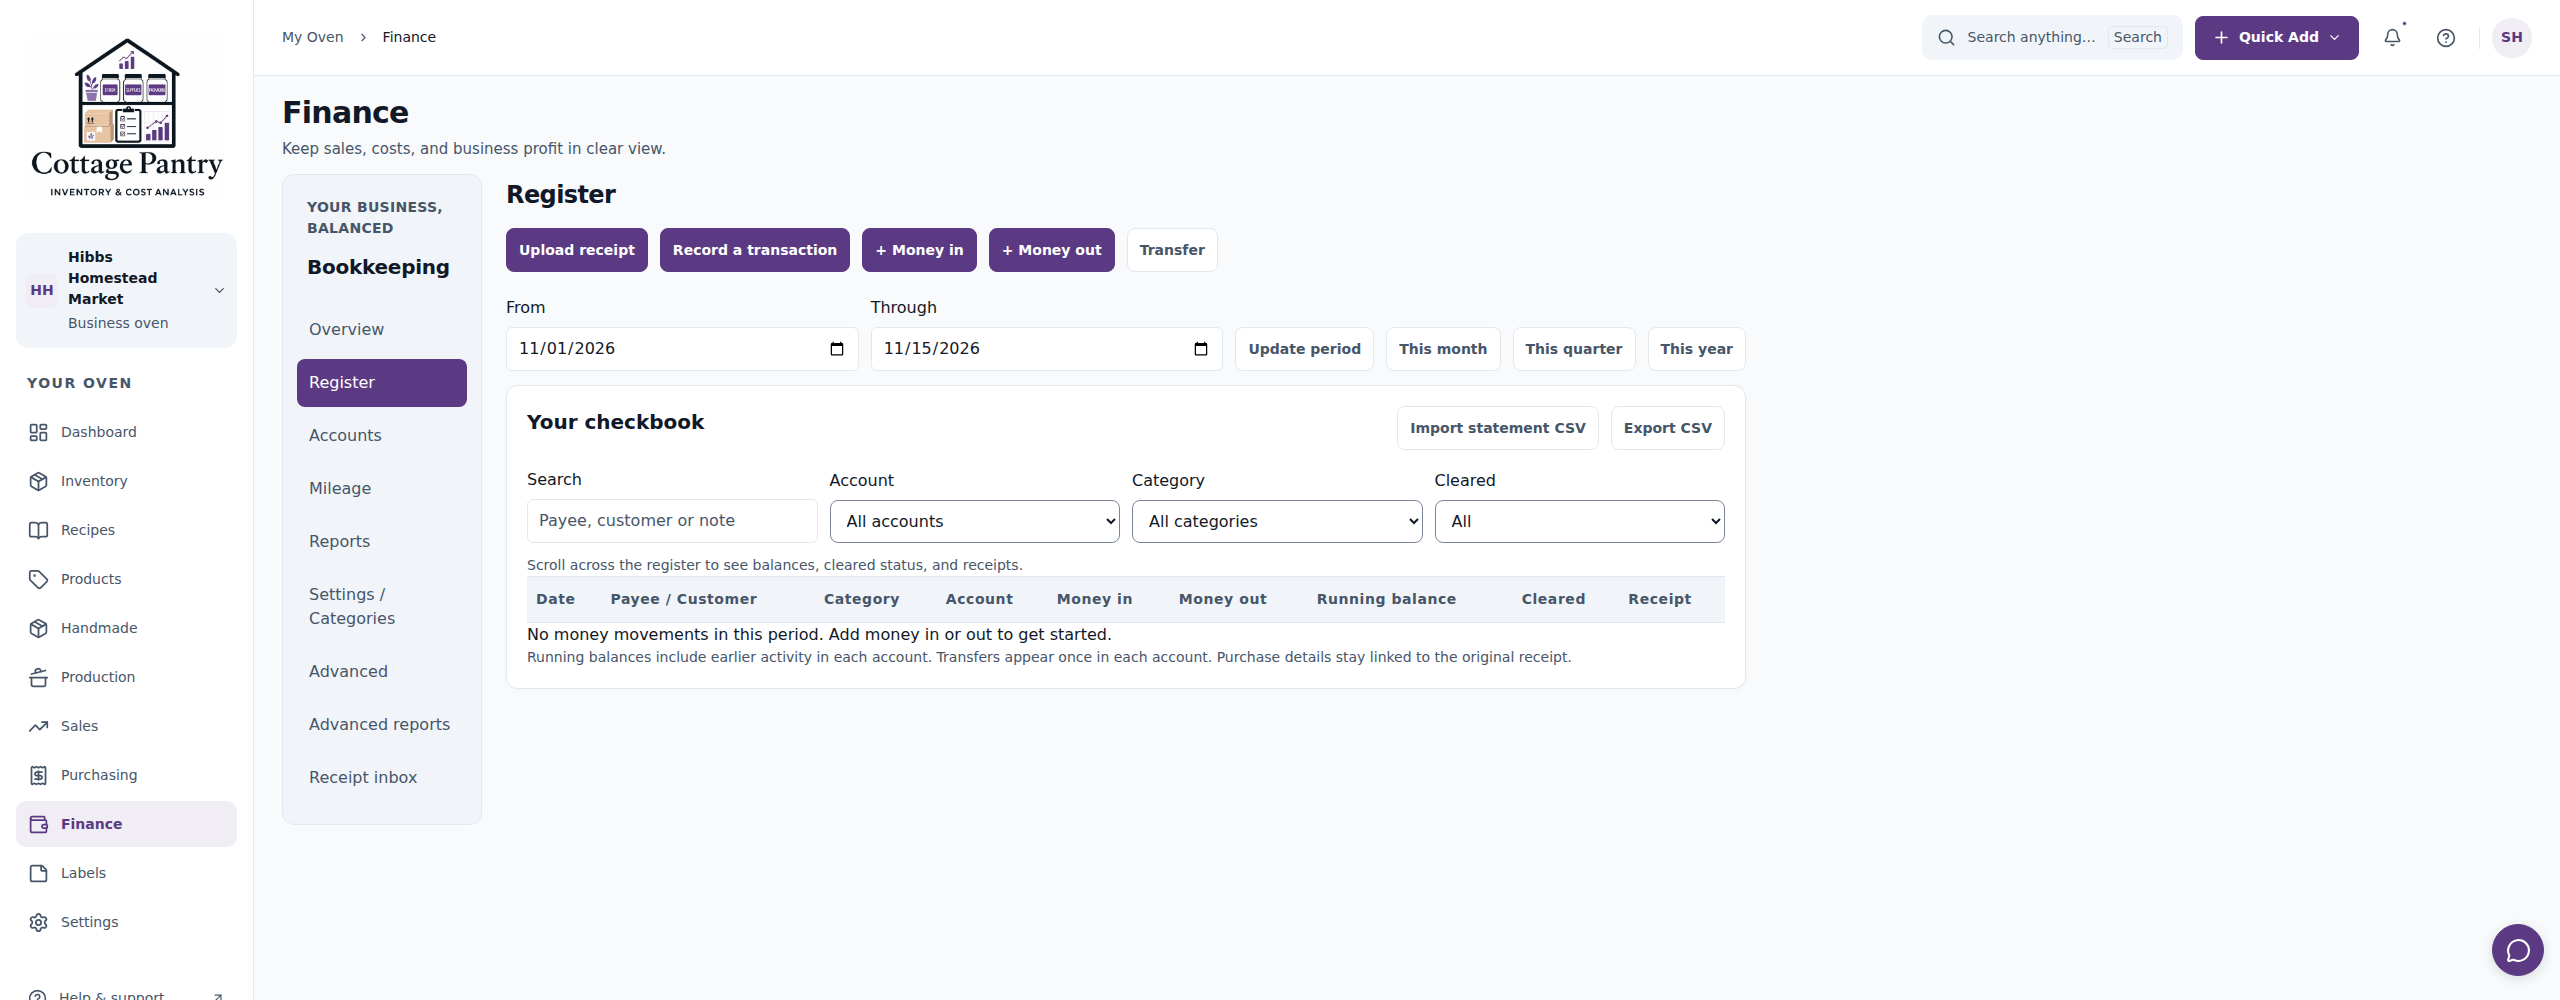 Cottage Pantry
INVENTORY & COST ANALYSIS
HH
Hibbs
Homestead
Market
Business oven
YOUR OVEN
Dashboard
Inventory
Recipes
Products
Handmade
Production
Sales
Purchasing
Finance
Labels
Settings
Help & support
My Oven > Finance
Search anything... Search
+ Quick Add
SH
Finance
Keep sales, costs, and business profit in clear view.
YOUR BUSINESS,
BALANCED
Bookkeeping
Overview
Register
Accounts
Mileage
Reports
Settings /
Categories
Advanced
Advanced reports
Receipt inbox
Register
Upload receipt Record a transaction + Money in + Money out Transfer
From Through
11/01/2026 11/15/2026 Update period This month This quarter This year
Your checkbook
Import statement CSV Export CSV
Search Account Category Cleared
Payee, customer or note All accounts All categories All
Scroll across the register to see balances, cleared status, and receipts.
Date Payee / Customer Category Account Money in Money out Running balance Cleared Receipt
No money movements in this period. Add money in or out to get started.
Running balances include earlier activity in each account. Transfers appear once in each account. Purchase details stay linked to the original receipt.